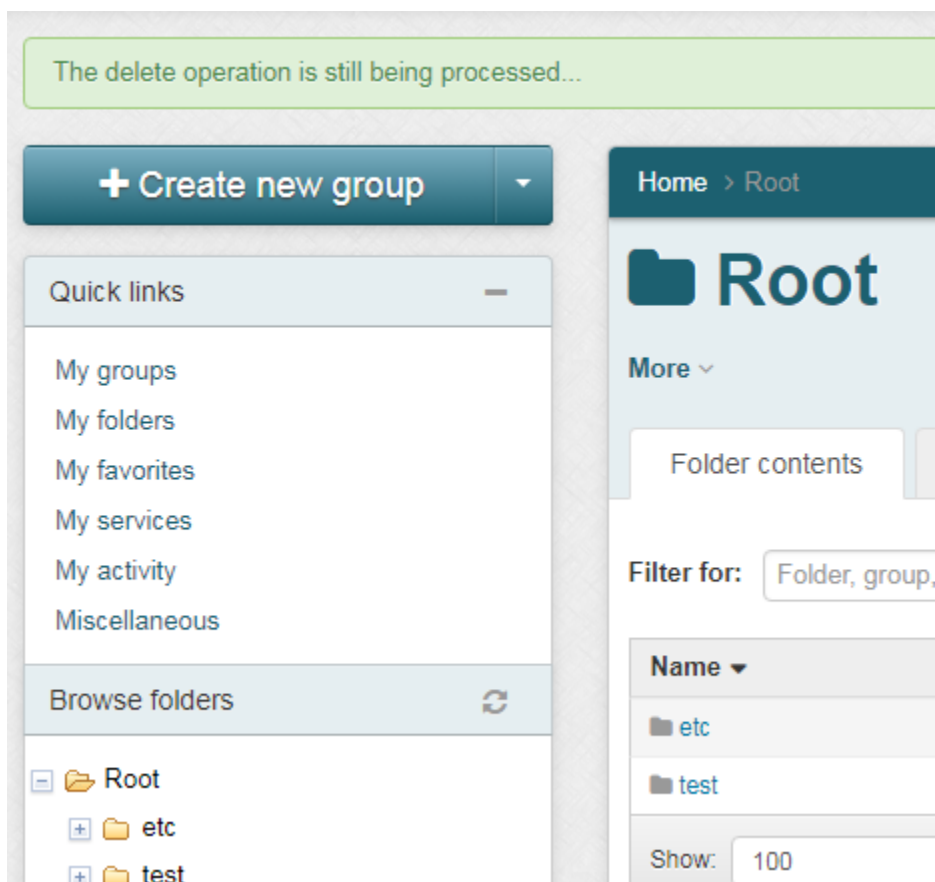 The delete operation is still being processed...
Create new group
Quick links
My groups
My folders
My favorites
My services
My activity
Miscellaneous
Browse folders
Root
etc
test
Home > Root
Root
More
Folder contents
Filter for: Folder, group,
Name
etc
test
Show: 100